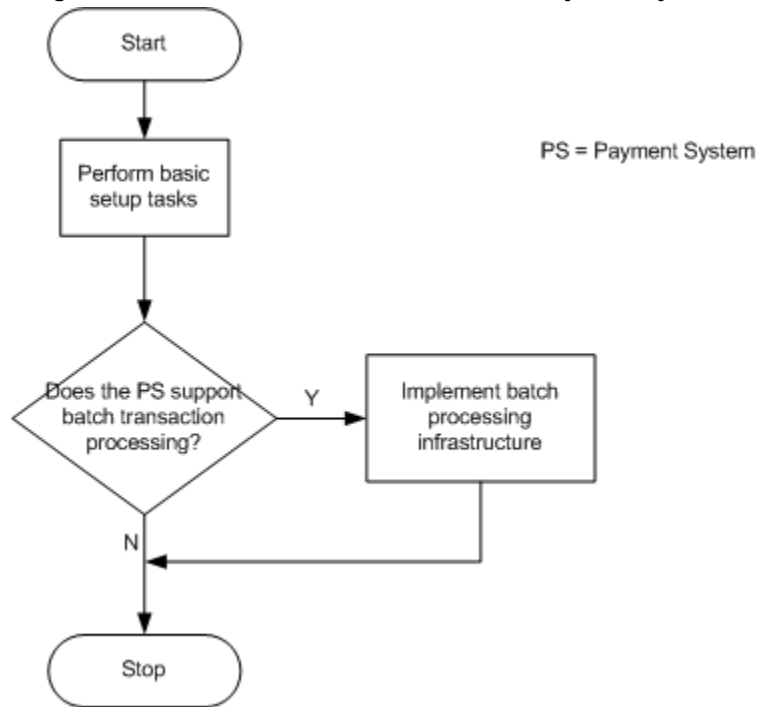 Start
Perform basic
setup tasks
PS = Payment System
Does the PS support
batch transaction
processing?
Y
Implement batch
processing
infrastructure
N
Stop